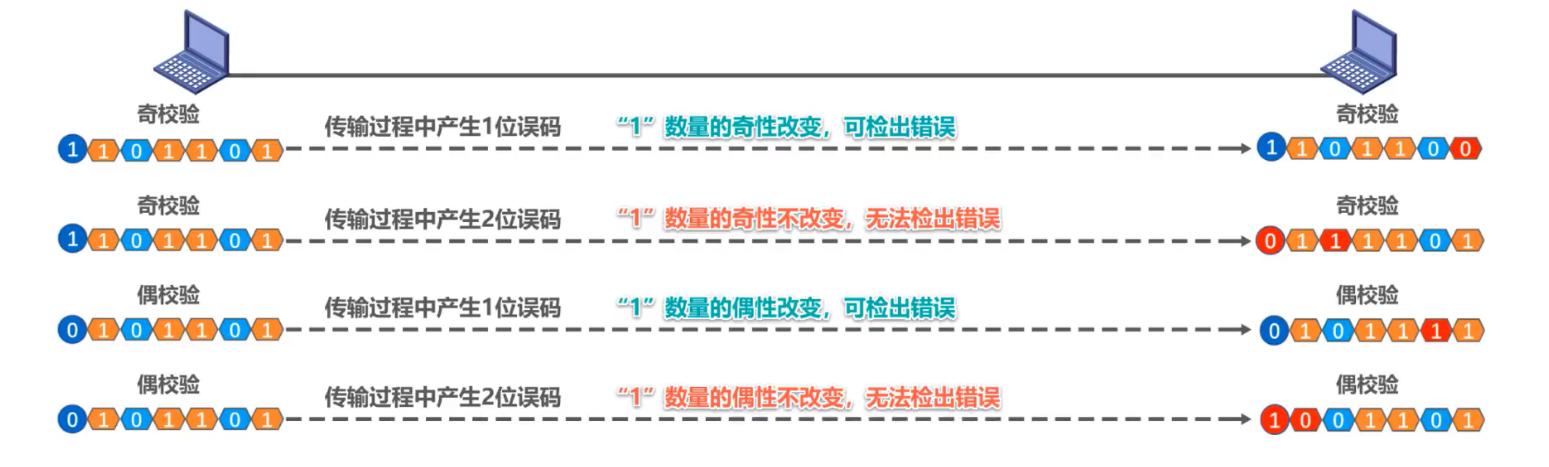 奇校验 奇校验
传输过程中产生1位误码 “1”数量的奇性改变，可检出错误
1 1 0 1 1 0 1 1 1 0 1 1 0 0
奇校验 奇校验
传输过程中产生2位误码 “1”数量的奇性不改变，无法检出错误
1 1 0 1 1 0 1 0 1 1 1 1 0 1
偶校验 偶校验
传输过程中产生1位误码 “1”数量的偶性改变，可检出错误
0 1 0 1 1 0 1 0 1 0 1 1 1 1
偶校验 偶校验
传输过程中产生2位误码 “1”数量的偶性不改变，无法检出错误
0 1 0 1 1 0 1 1 0 0 1 1 0 1